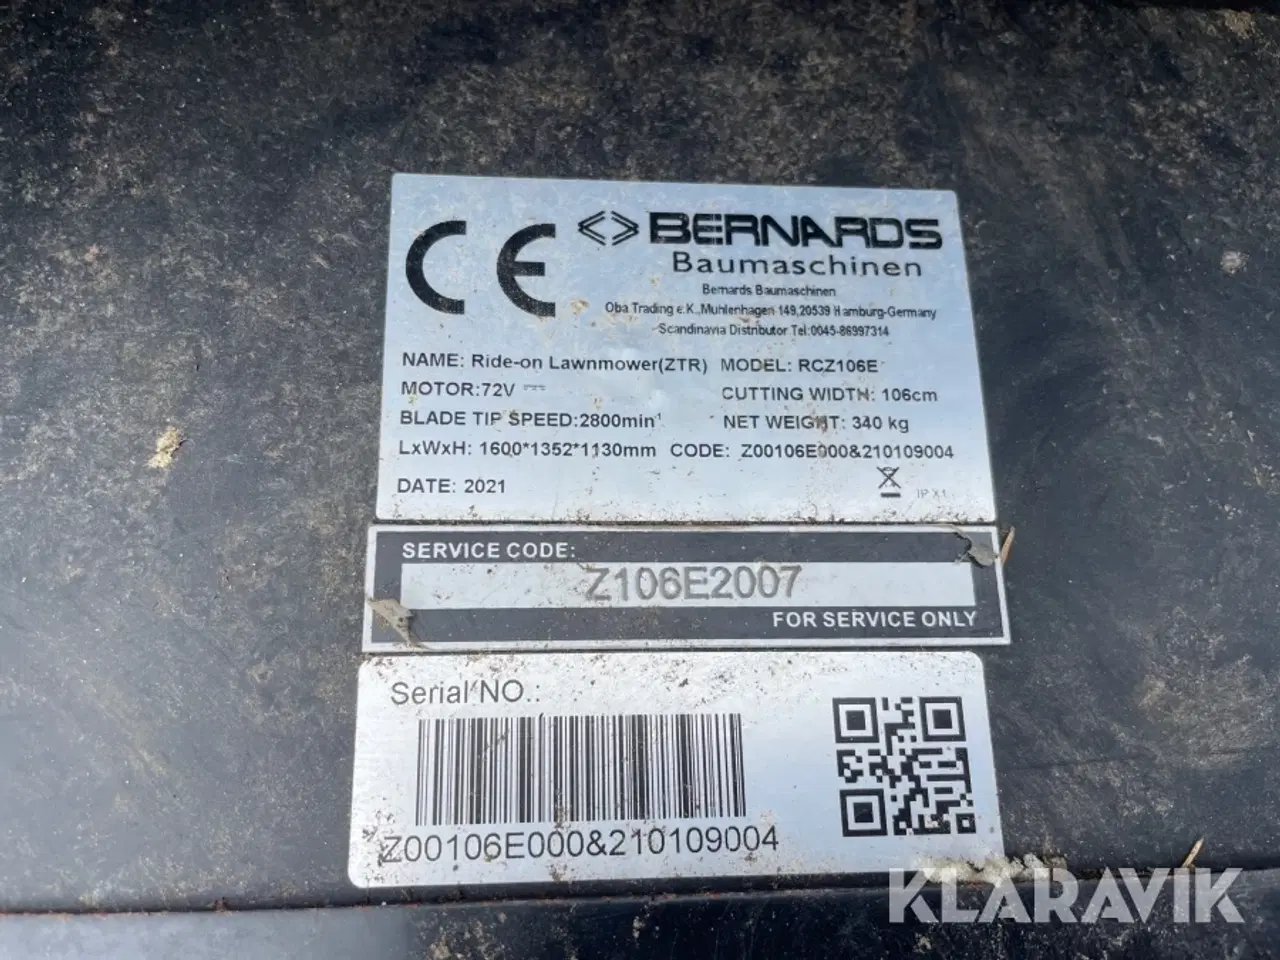 CE
BERNARDS
Baumaschinen
Bernards Baumaschinen
Oba Trading e.K., Muhlenhagen 149,20539 Hamburg-Germany
Scandinavia Distributor Tel:0045-86997314
NAME: Ride-on Lawnmower(ZTR) MODEL: RCZ106E
MOTOR:72V ⎓ CUTTING WIDTH: 106cm
BLADE TIP SPEED:2800min⁻¹ NET WEIGHT: 340 kg
LxWxH: 1600*1352*1130mm CODE: Z00106E000&210109004
DATE: 2021 IP X1
SERVICE CODE:
Z106E2007
FOR SERVICE ONLY
Serial NO.:
Z00106E000&210109004
KLARAVIK